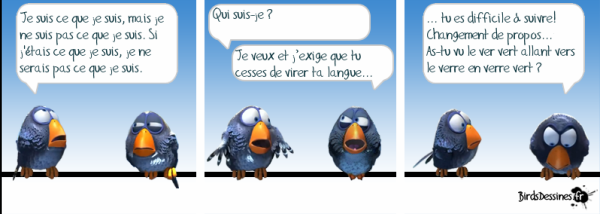 Je suis ce que je suis, mais je
ne suis pas ce que je suis. Si
j'étais ce que je suis, je ne
serais pas ce que je suis.
Qui suis-je ?
Je veux et j'exige que tu
cesses de virer ta langue...
... tu es difficile à suivre!
Changement de propos...
As-tu vu le ver vert allant vers
le verre en verre vert ?
BirdsDessines.fr